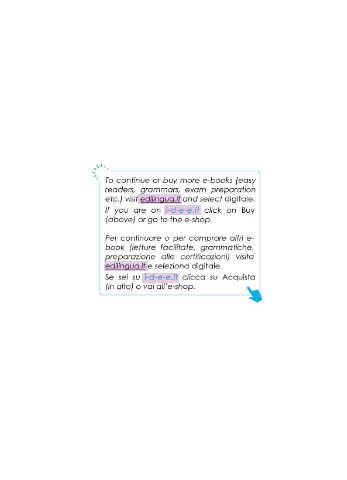 To continue or buy more e-books (easy
readers, grammars, exam preparation
etc.) visit edilingua.it and select digitale.
If you are on i-d-e-e.it click on Buy
(above) or go to the e-shop.
Per continuare o per comprare altri e-
book (letture facilitate, grammatiche,
preparazione alle certificazioni) visita
edilingua.it e seleziona digitale.
Se sei su i-d-e-e.it clicca su Acquista
(in alto) o vai all'e-shop.